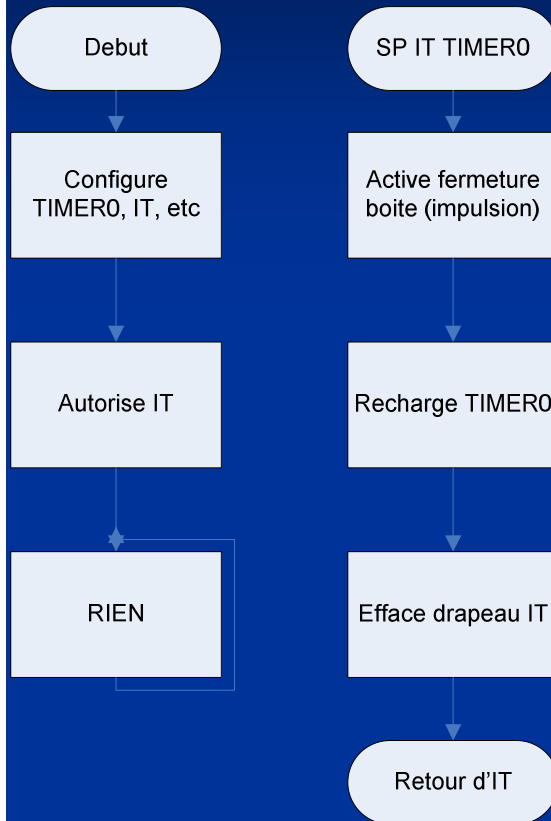 Debut
Configure
TIMER0, IT, etc
Autorise IT
RIEN
SP IT TIMER0
Active fermeture
boite (impulsion)
Recharge TIMER0
Efface drapeau IT
Retour d'IT